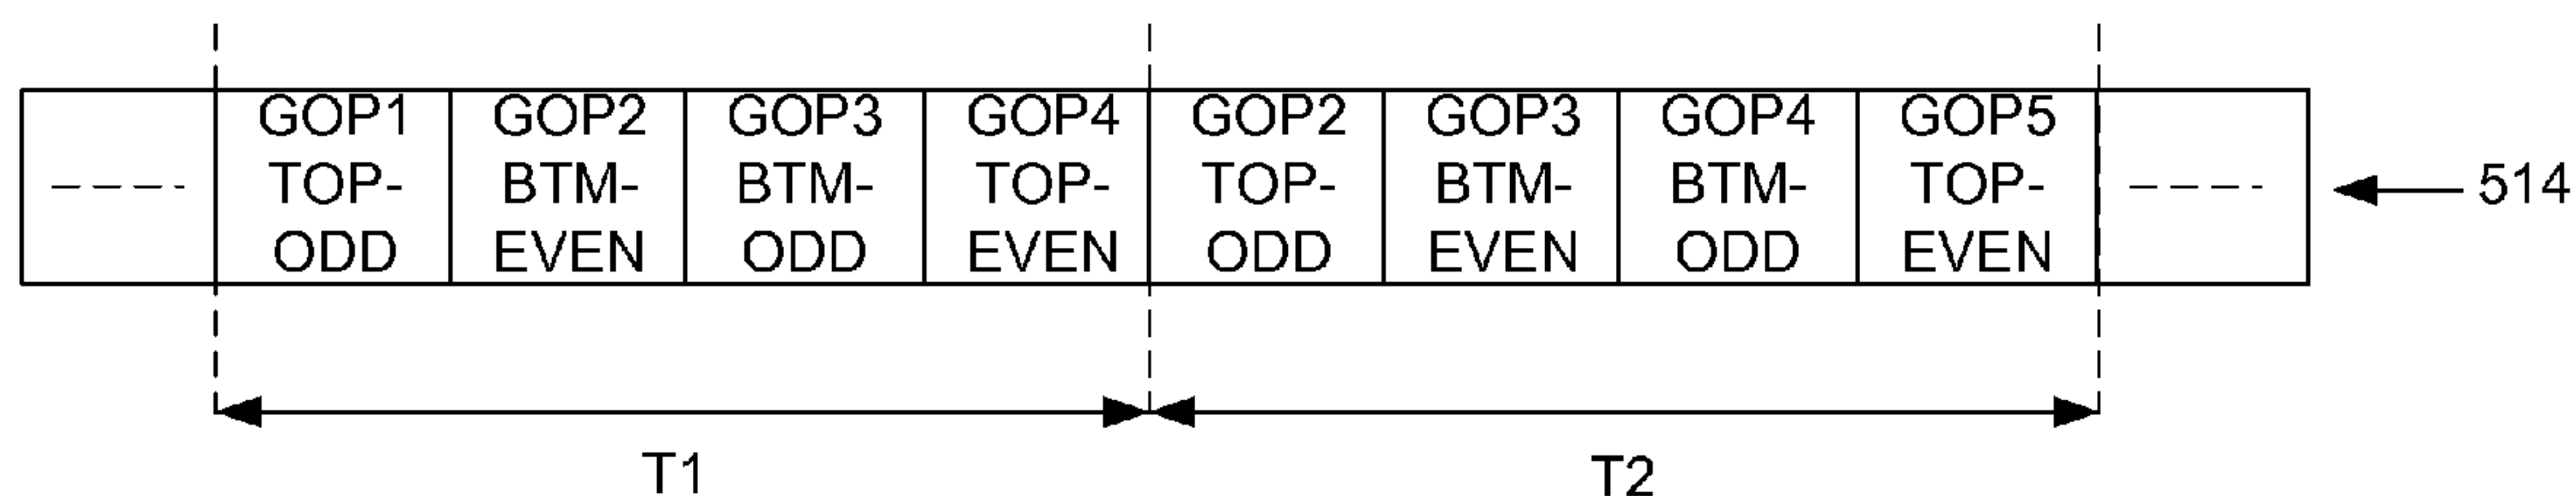 GOP1 GOP2 GOP3 GOP4 GOP2 GOP3 GOP4 GOP5
TOP- BTM- BTM- TOP- TOP- BTM- BTM- TOP-
ODD EVEN ODD EVEN ODD EVEN ODD EVEN
514
T1 T2